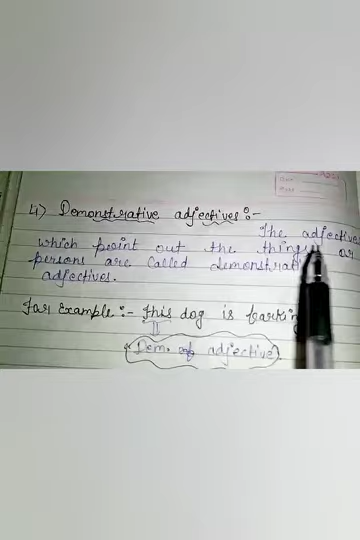 4) Demonstrative adjectives :-
The adjectives
which point out the things or
persons are called demonstrati
adjectives.
For Example :- This dog is barking
Dem. adjective.